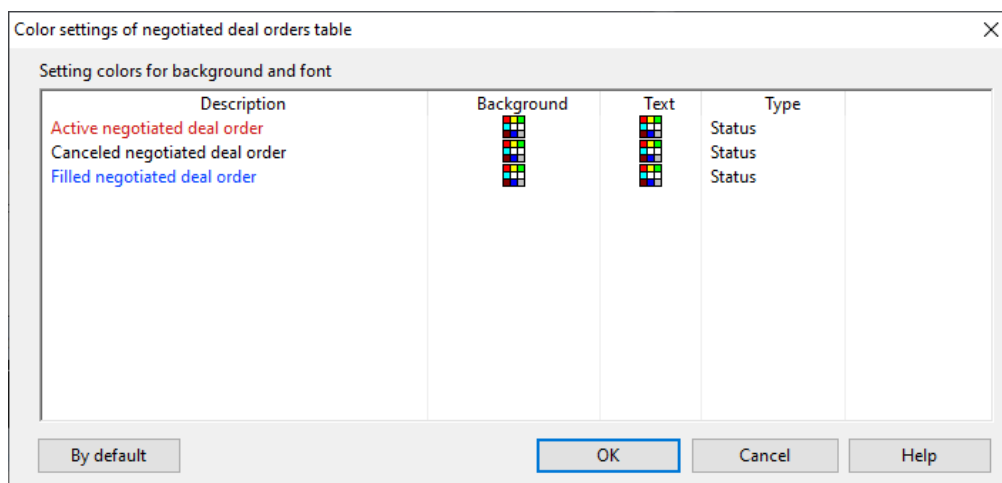 Color settings of negotiated deal orders table
Setting colors for background and font
Description Background Text Type
Active negotiated deal order Status
Canceled negotiated deal order Status
Filled negotiated deal order Status
By default OK Cancel Help